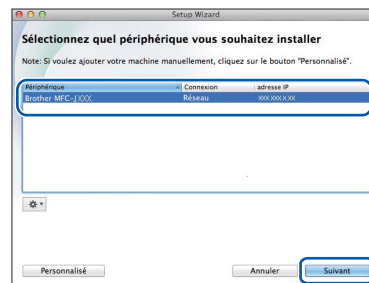 Setup Wizard
Sélectionnez quel périphérique vous souhaitez installer
Note: Si voulez ajouter votre machine manuellement, cliquez sur le bouton "Personnalisé".
Périphérique Connexion adresse IP
Brother MFC-JXXX Réseau XXX.XXX.X.XX
Personnalisé Annuler Suivant